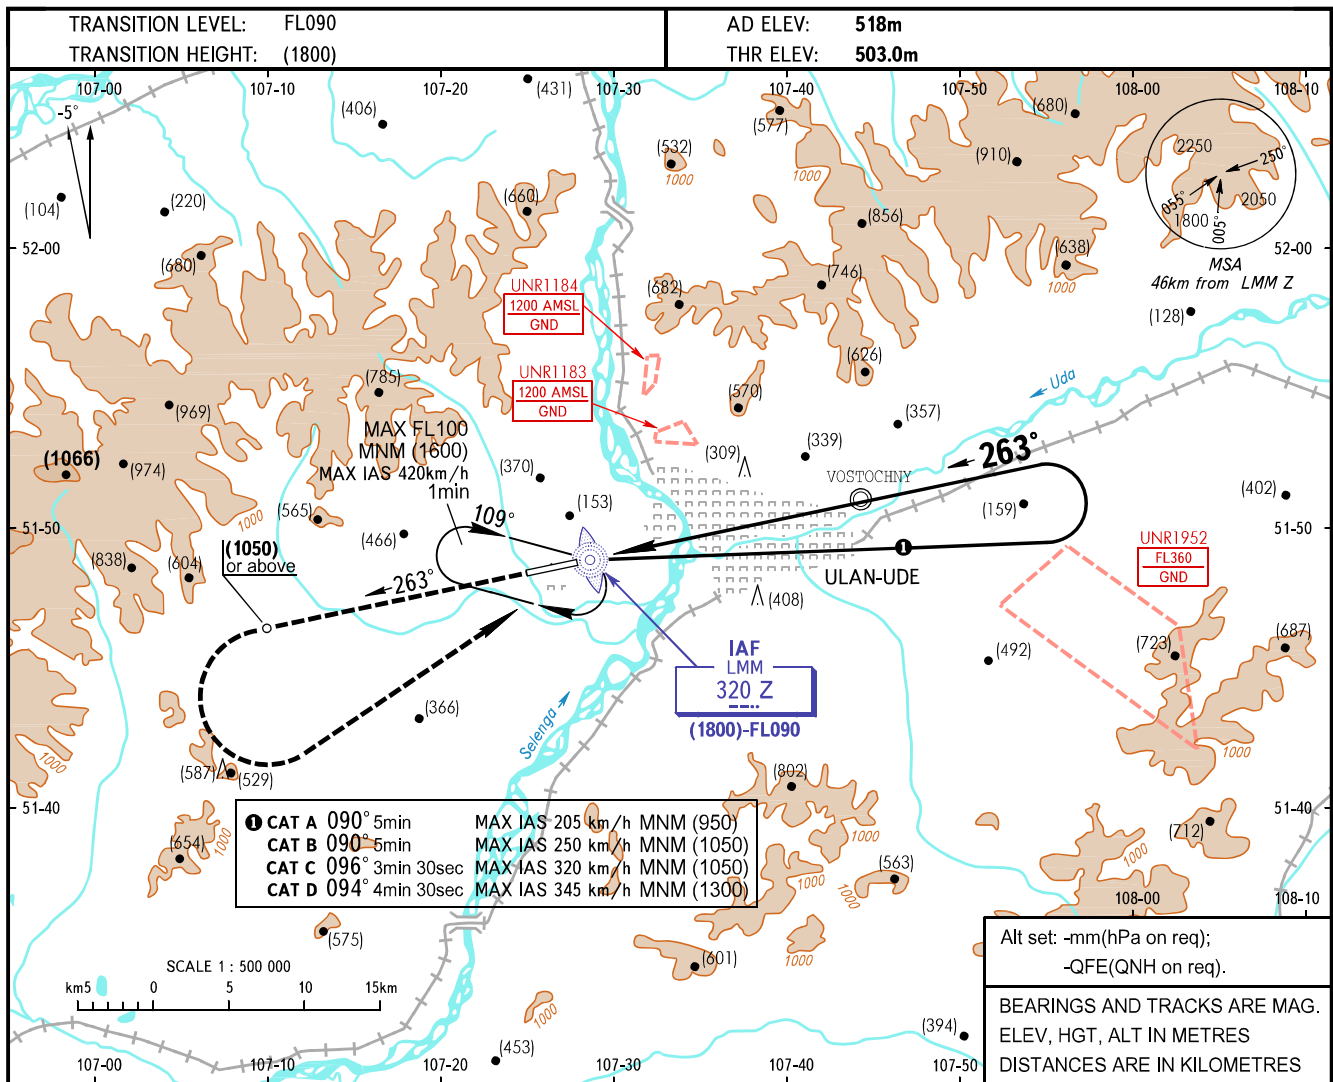 TRANSITION LEVEL: FL090
TRANSITION HEIGHT: (1800)
AD ELEV: 518m
THR ELEV: 503.0m
107-00 107-10 107-20 107-30 107-40 107-50 108-00 108-10
-5°
(406)
(431)
(577)
(680)
(532)
(910)
2250
250°
055°
2050
1800
005°
1000
1000
(104)
(220)
(660)
(856)
52-00
52-00
(680)
(638)
(746)
1000
MSA
46km from LMM Z
UNR1184
1200 AMSL
GND
(682)
(128)
UNR1183
1200 AMSL
GND
(785)
(626)
(570)
Uda
(969)
(357)
MAX FL100
MNM (1600)
MAX IAS 420km/h
1min
(1066)
(974)
(370)
(309)
(339)
263°
VOSTOCHNY
(402)
(153)
(159)
109°
1000
(565)
51-50
51-50
(466)
(1050)
or above
(838)
(604)
263°
1
ULAN-UDE
UNR1952
FL360
GND
(408)
IAF
LMM
320 Z
(1800)-FL090
(492)
(723)
(687)
(366)
Selenga
1000
1000
(587)
(529)
(802)
51-40
51-40
1 CAT A 090° 5min MAX IAS 205 km/h MNM (950)
CAT B 090° 5min MAX IAS 250 km/h MNM (1050)
CAT C 096° 3min 30sec MAX IAS 320 km/h MNM (1050)
CAT D 094° 4min 30sec MAX IAS 345 km/h MNM (1300)
1000
(654)
1000
(712)
1000
(563)
1000
1000
(575)
(601)
1000
108-00
108-10
SCALE 1 : 500 000
km5 0 5 10 15km
1000
(453)
(394)
Alt set: -mm(hPa on req);
-QFE(QNH on req).
BEARINGS AND TRACKS ARE MAG.
ELEV, HGT, ALT IN METRES
DISTANCES ARE IN KILOMETRES
107-00 107-10 107-20 107-30 107-40 107-50